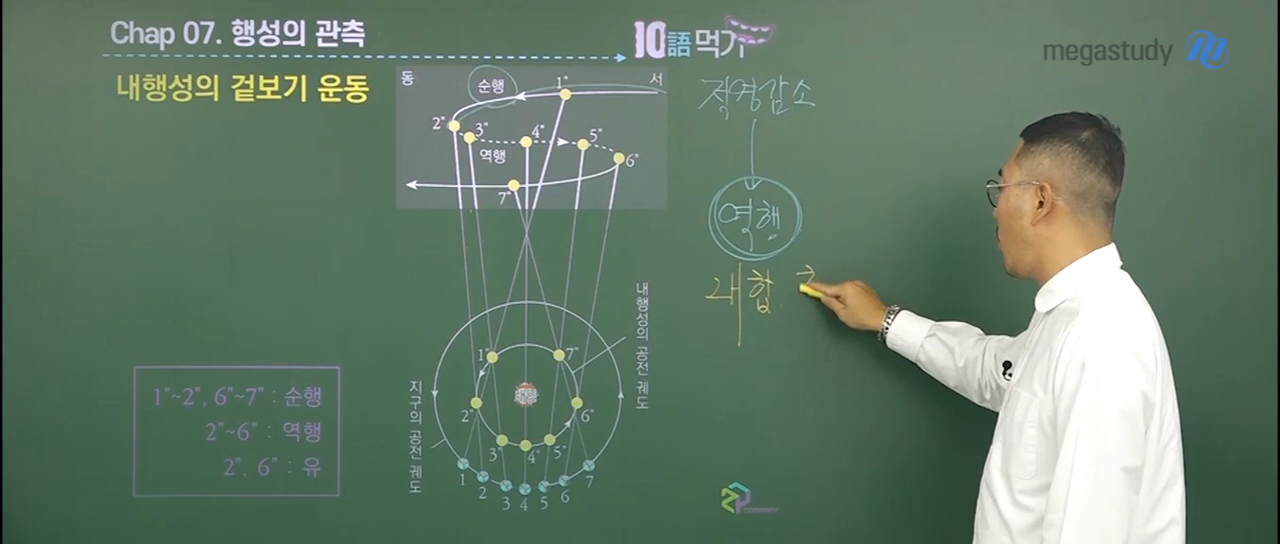 Chap 07. 행성의 관측
10語먹기
megastudy
내행성의 겉보기 운동
동
서
순행
1"
2"
3"
4"
5"
6"
7"
역행
적경감소
역행
내합
내행성의 공전 궤도
지구의 공전 궤도
1"
7"
태양
2"
6"
3"
4"
5"
1
2
3
4
5
6
7
1"~2", 6"~7" : 순행
2"~6" : 역행
2", 6" : 유
ZP
COMPANY